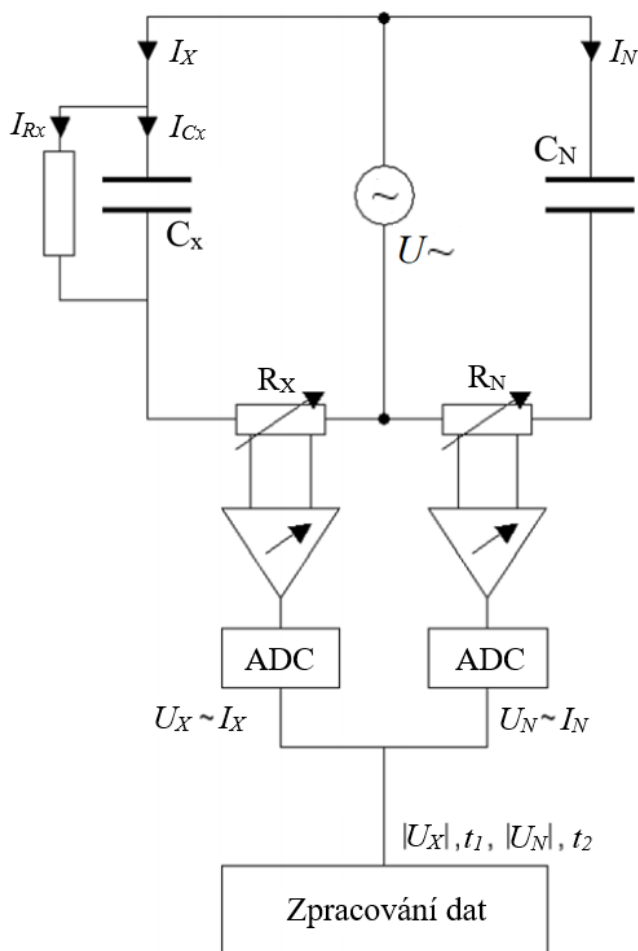 I_X
I_N
I_Rx
I_Cx
C_N
C_x
~
U~
R_X
R_N
ADC
ADC
U_X ~ I_X
U_N ~ I_N
|U_X| , t_1, |U_N|, t_2
Zpracování dat